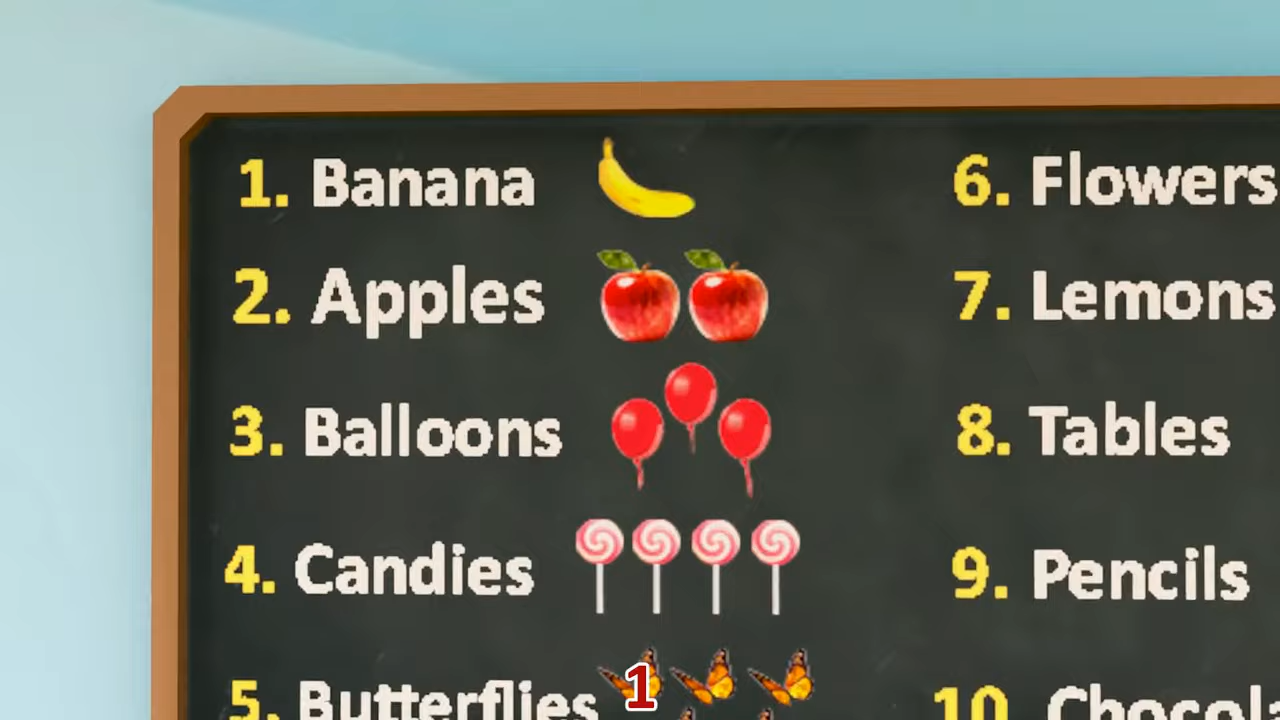 1. Banana
2. Apples
3. Balloons
4. Candies
5. Butterflies
6. Flowers
7. Lemons
8. Tables
9. Pencils
10.
1